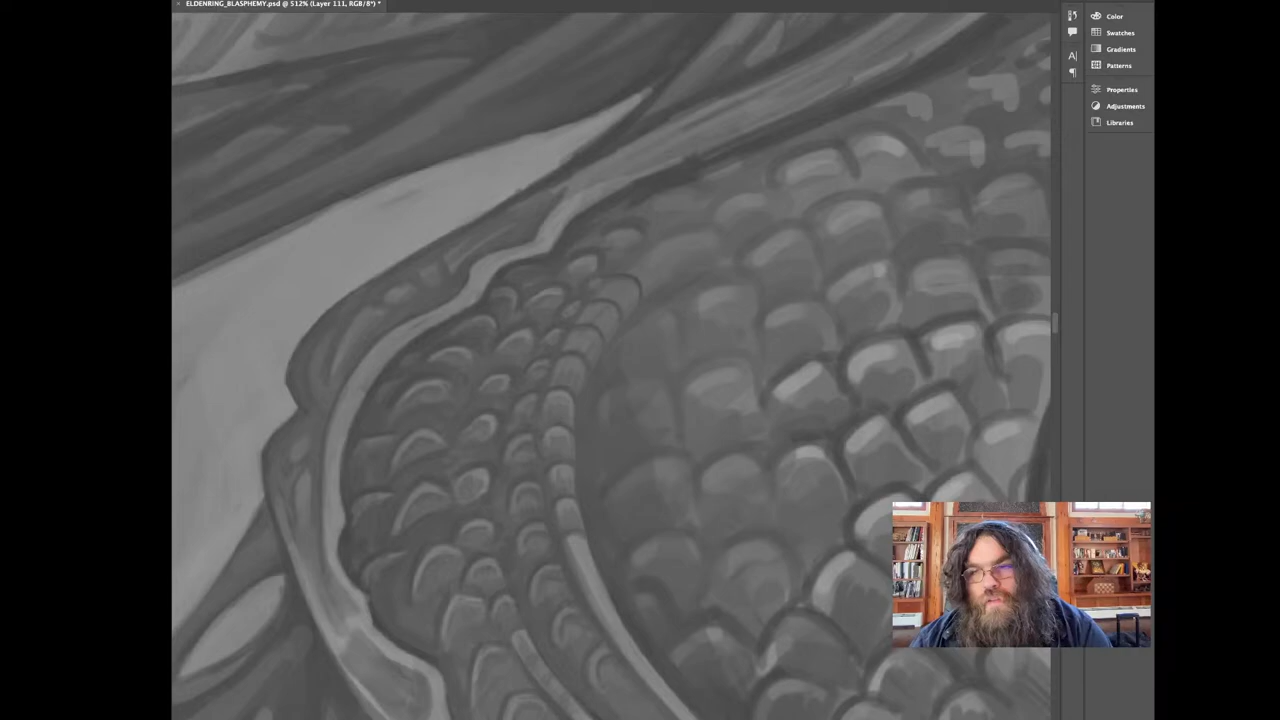 × ELDENRING_BLASPHEMY.psd @ 512% (Layer 111, RGB/8*) *
Color
Swatches
A| Gradients
¶ Patterns
Properties
Adjustments
Libraries